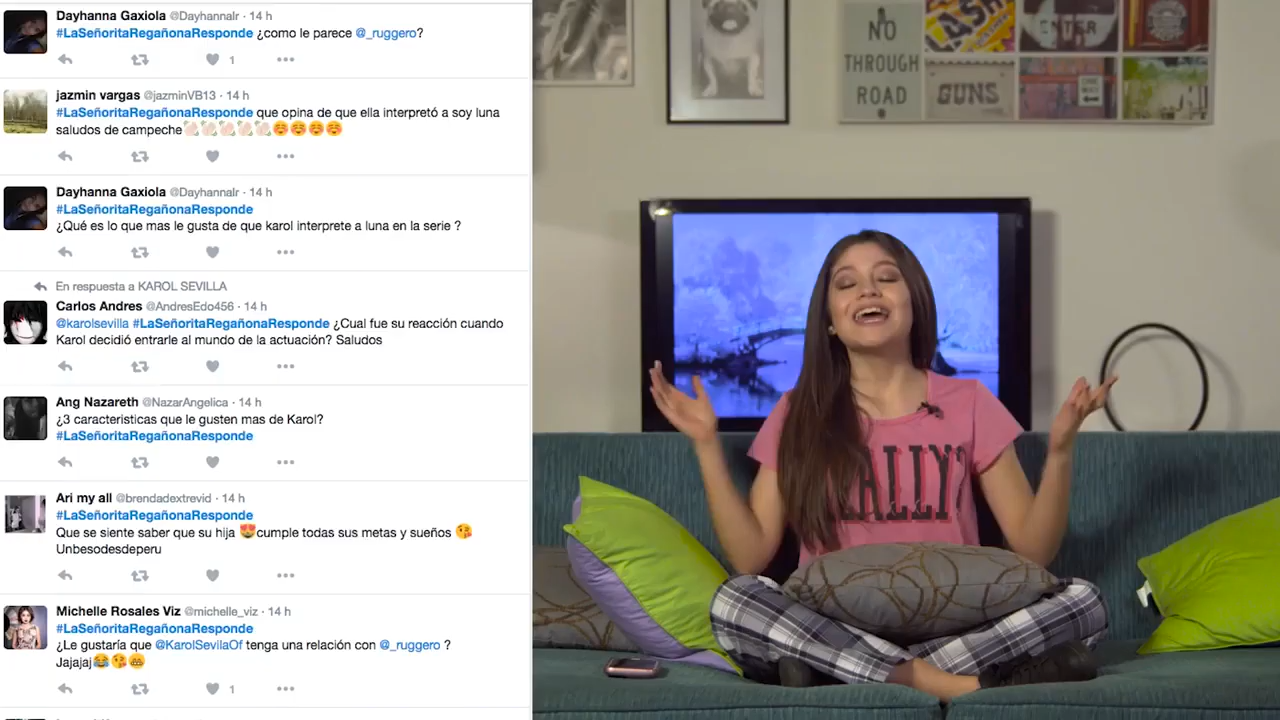 Dayhanna Gaxiola @Dayhannalr · 14 h
#LaSeñoritaRegañonaResponde ¿como le parece @_ruggero?
1
jazmin vargas @jazminVB13 · 14 h
#LaSeñoritaRegañonaResponde que opina de que ella interpretó a soy luna
saludos de campeche👏🏻👏🏻👏🏻👏🏻👏🏻☺️☺️☺️☺️
Dayhanna Gaxiola @Dayhannalr · 14 h
#LaSeñoritaRegañonaResponde
¿Qué es lo que mas le gusta de que karol interprete a luna en la serie ?
En respuesta a KAROL SEVILLA
Carlos Andres @AndresEdo456 · 14 h
@karolsevilla #LaSeñoritaRegañonaResponde ¿Cual fue su reacción cuando
Karol decidió entrarle al mundo de la actuación? Saludos
Ang Nazareth @NazarAngelica · 14 h
¿3 caracteristicas que le gusten mas de Karol?
#LaSeñoritaRegañonaResponde
Ari my all @brendadextrevid · 14 h
#LaSeñoritaRegañonaResponde
Que se siente saber que su hija 😍cumple todas sus metas y sueños 😘
Unbesodesdeperu
Michelle Rosales Viz @michelle_viz · 14 h
#LaSeñoritaRegañonaResponde
¿Le gustaría que @KarolSevilaOf tenga una relación con @_ruggero ?
Jajajaj😂😘😁
1
NO
THROUGH
ROAD
ENTER
GUNS
ALLY?